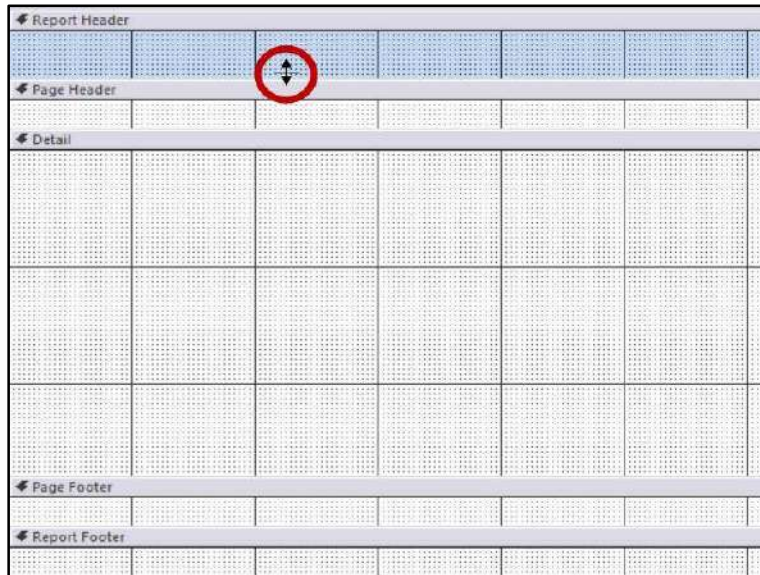 Report Header
Page Header
Detail
Page Footer
Report Footer